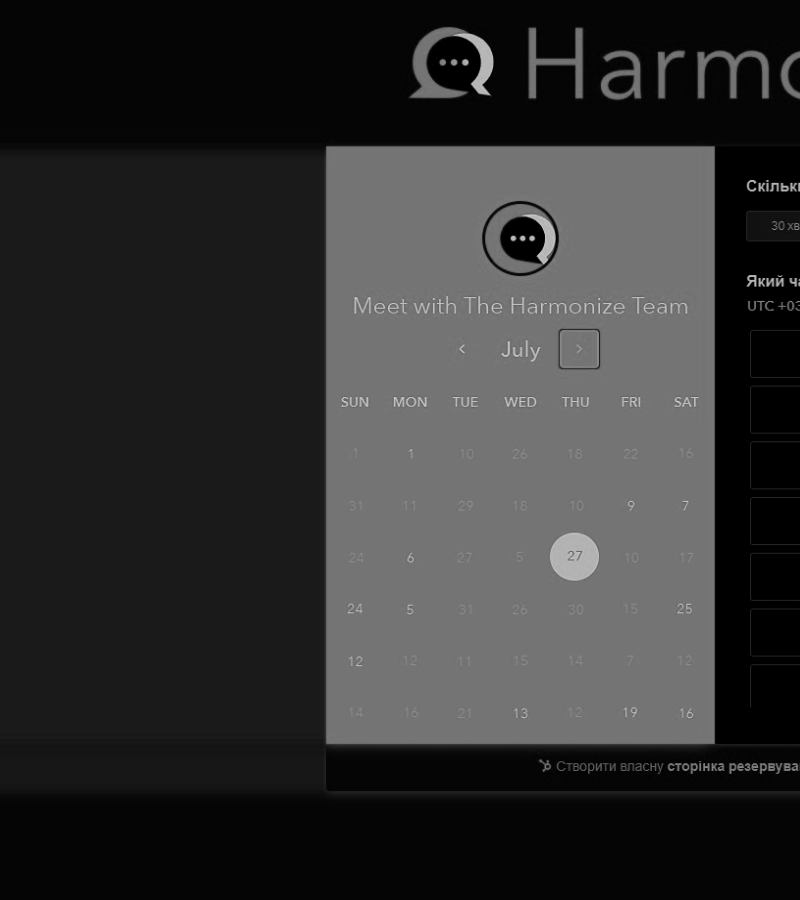 Harmo
Скільки
30 хв
Який ча
UTC +03
Meet with The Harmonize Team
July
SUN MON TUE WED THU FRI SAT
1 1 10 26 18 22 16
31 11 29 18 10 9 7
24 6 27 5 27 10 17
24 5 31 26 30 15 25
12 12 11 15 14 7 12
14 16 21 13 12 19 16
Створити власну сторінка резервува